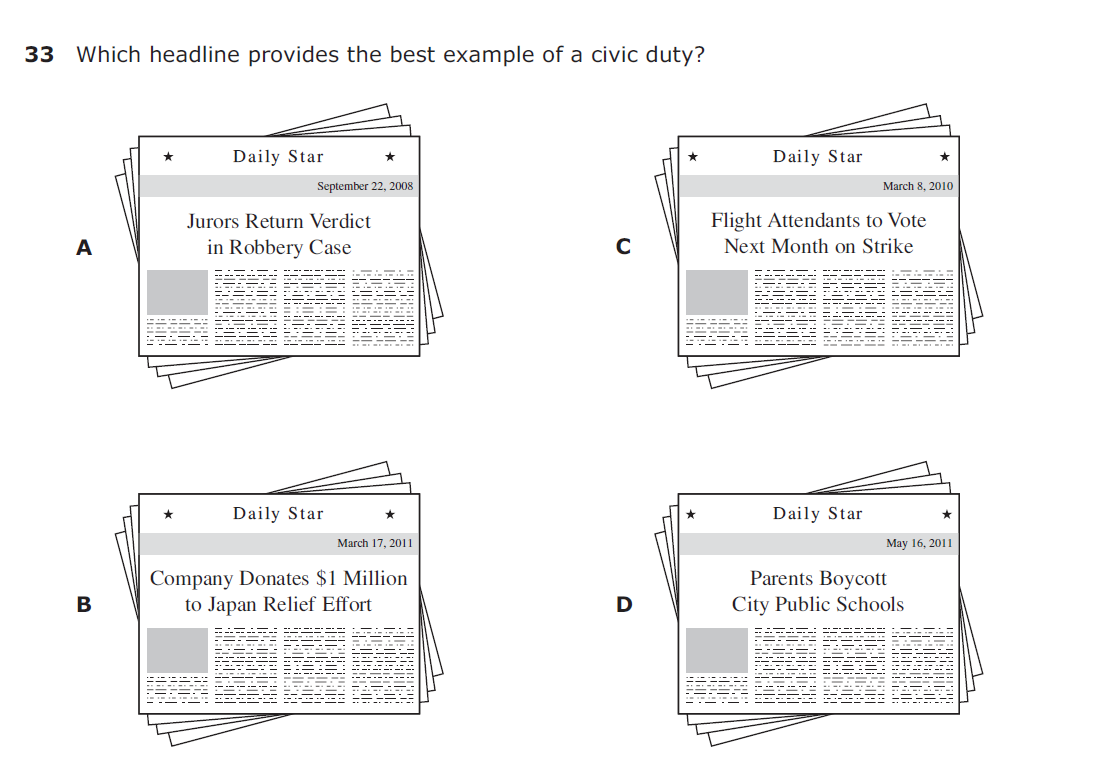 33 Which headline provides the best example of a civic duty?
A
★ Daily Star ★
September 22, 2008
Jurors Return Verdict
in Robbery Case
B
★ Daily Star ★
March 17, 2011
Company Donates $1 Million
to Japan Relief Effort
C
★ Daily Star ★
March 8, 2010
Flight Attendants to Vote
Next Month on Strike
D
★ Daily Star ★
May 16, 2011
Parents Boycott
City Public Schools